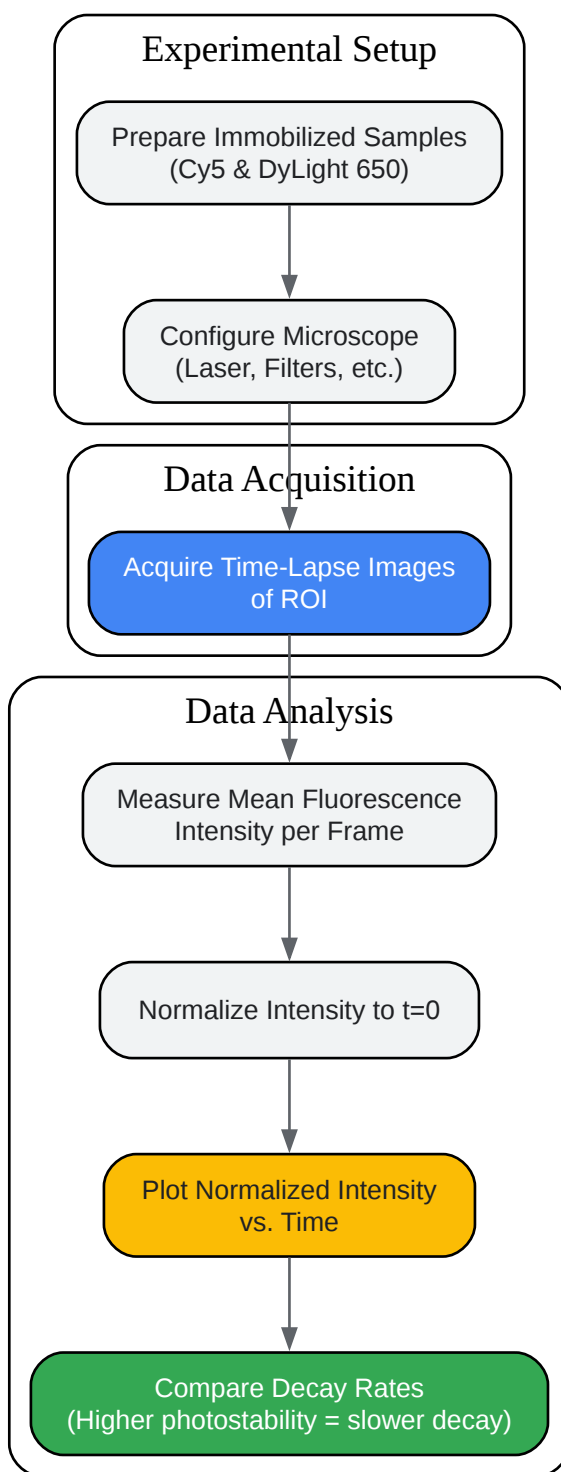 Experimental Setup
Prepare Immobilized Samples
(Cy5 & DyLight 650)
Configure Microscope
(Laser, Filters, etc.)
Data Acquisition
Acquire Time-Lapse Images
of ROI
Data Analysis
Measure Mean Fluorescence
Intensity per Frame
Normalize Intensity to t=0
Plot Normalized Intensity
vs. Time
Compare Decay Rates
(Higher photostability = slower decay)